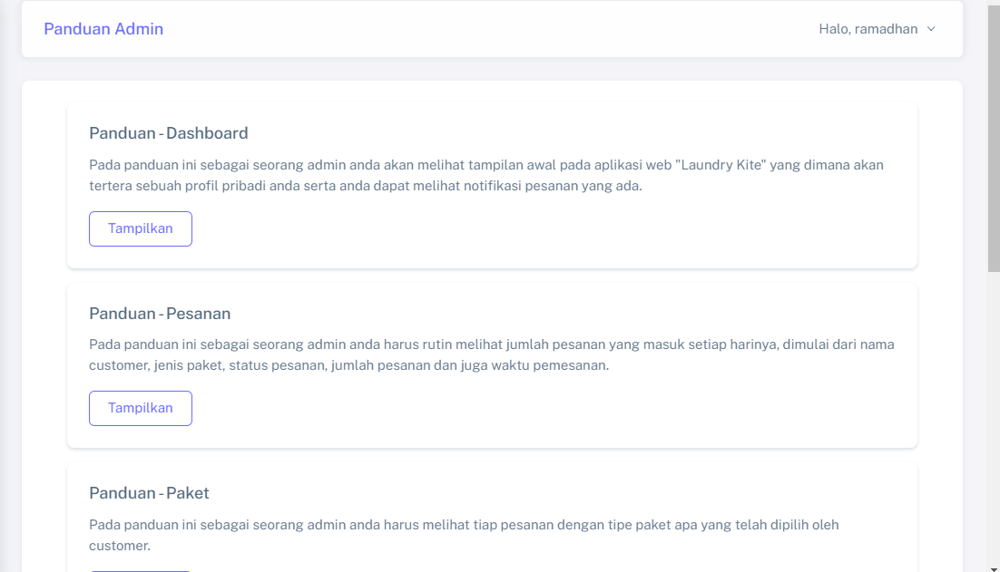 Panduan Admin
Halo, ramadhan
Panduan - Dashboard
Pada panduan ini sebagai seorang admin anda akan melihat tampilan awal pada aplikasi web "Laundry Kite" yang dimana akan
tertera sebuah profil pribadi anda serta anda dapat melihat notifikasi pesanan yang ada.
Tampilkan
Panduan - Pesanan
Pada panduan ini sebagai seorang admin anda harus rutin melihat jumlah pesanan yang masuk setiap harinya, dimulai dari nama
customer, jenis paket, status pesanan, jumlah pesanan dan juga waktu pemesanan.
Tampilkan
Panduan - Paket
Pada panduan ini sebagai seorang admin anda harus melihat tiap pesanan dengan tipe paket apa yang telah dipilih oleh
customer.